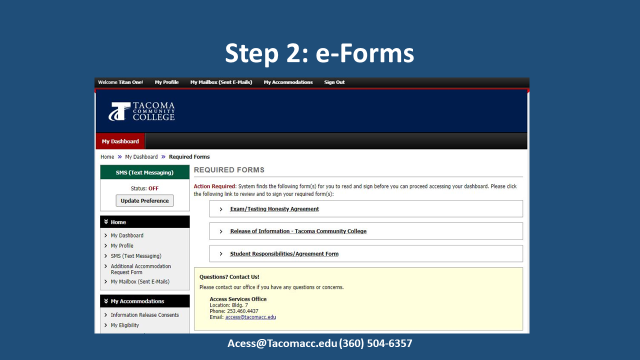 Step 2: e-Forms
Welcome Titan One! My Profile My Mailbox (Sent E-Mails) My Accommodations Sign Out
TACOMA
COMMUNITY
COLLEGE
My Dashboard
Home » My Dashboard » Required Forms
SMS (Text Messaging)
Status: OFF
Update Preference
Home
My Dashboard
My Profile
SMS (Text Messaging)
Additional Accommodation
Request Form
My Mailbox (Sent E-Mails)
My Accommodations
Information Release Consents
My Eligibility
REQUIRED FORMS
Action Required: System finds the following form(s) for you to read and sign before you can proceed accessing your dashboard. Please click
the following link to review and to sign your required form(s):
Exam/Testing Honesty Agreement
Release of Information - Tacoma Community College
Student Responsibilities/Agreement Form
Questions? Contact Us!
Please contact our office if you have any questions or concerns.
Access Services Office
Location: Bldg. 7
Phone: 253.460.4437
Email: access@tacomacc.edu
Acess@Tacomacc.edu (360) 504-6357